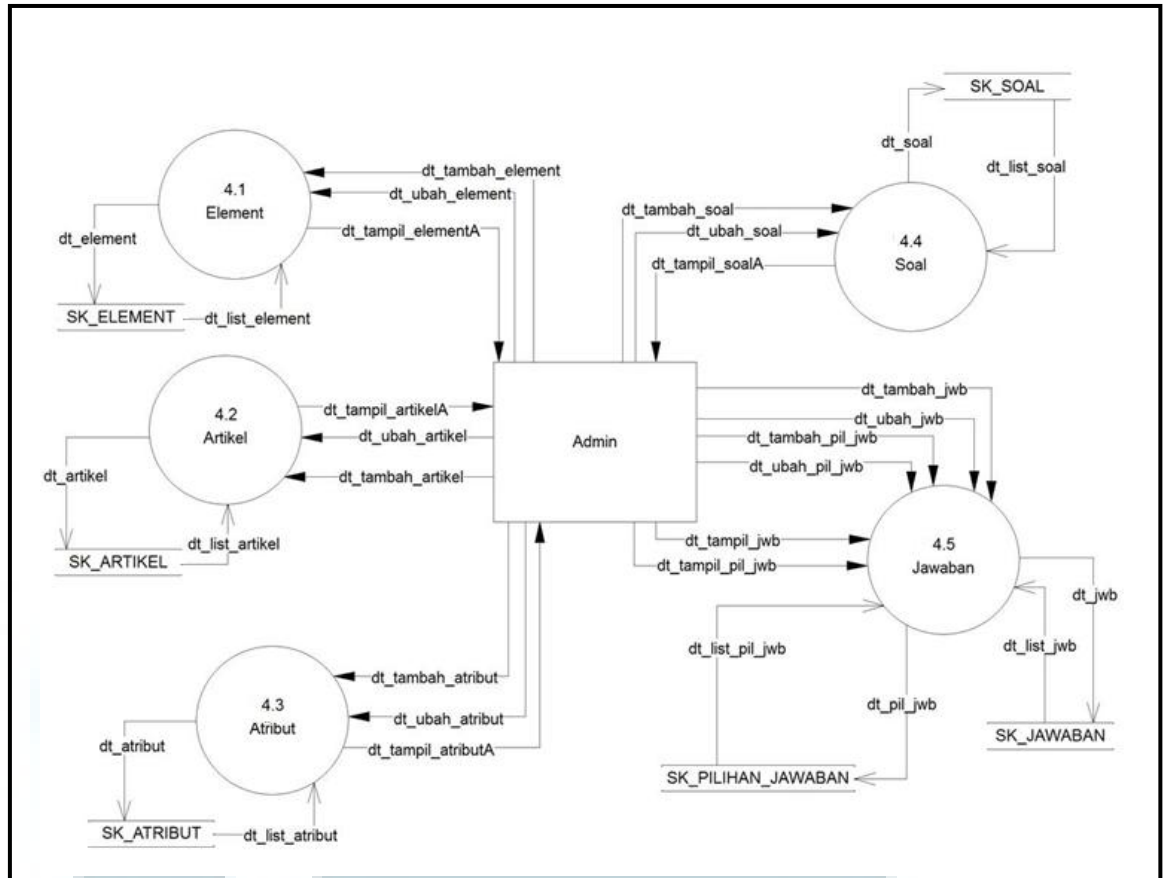 SK_SOAL
dt_soal
dt_list_soal
4.1
Element
dt_tambah_element
dt_ubah_element
dt_tampil_elementA
dt_element
SK_ELEMENT
dt_list_element
dt_tambah_soal
dt_ubah_soal
dt_tampil_soalA
4.4
Soal
4.2
Artikel
dt_tampil_artikelA
dt_ubah_artikel
dt_tambah_artikel
dt_artikel
SK_ARTIKEL
dt_list_artikel
Admin
dt_tambah_jwb
dt_ubah_jwb
dt_tambah_pil_jwb
dt_ubah_pil_jwb
dt_tampil_jwb
dt_tampil_pil_jwb
4.5
Jawaban
dt_jwb
dt_list_jwb
dt_list_pil_jwb
dt_pil_jwb
SK_JAWABAN
SK_PILIHAN_JAWABAN
4.3
Atribut
dt_tambah_atribut
dt_ubah_atribut
dt_tampil_atributA
dt_atribut
SK_ATRIBUT
dt_list_atribut